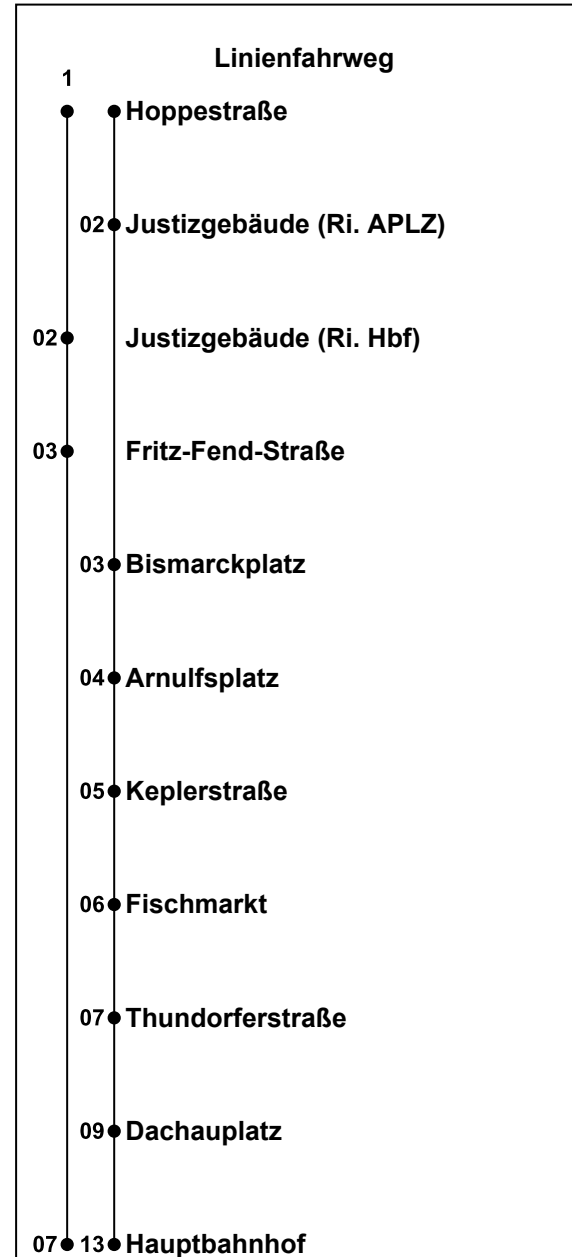 Linienfahrweg
1
Hoppestraße
02 Justizgebäude (Ri. APLZ)
02 Justizgebäude (Ri. Hbf)
03 Fritz-Fend-Straße
03 Bismarckplatz
04 Arnulfsplatz
05 Keplerstraße
06 Fischmarkt
07 Thundorferstraße
09 Dachauplatz
07 13 Hauptbahnhof